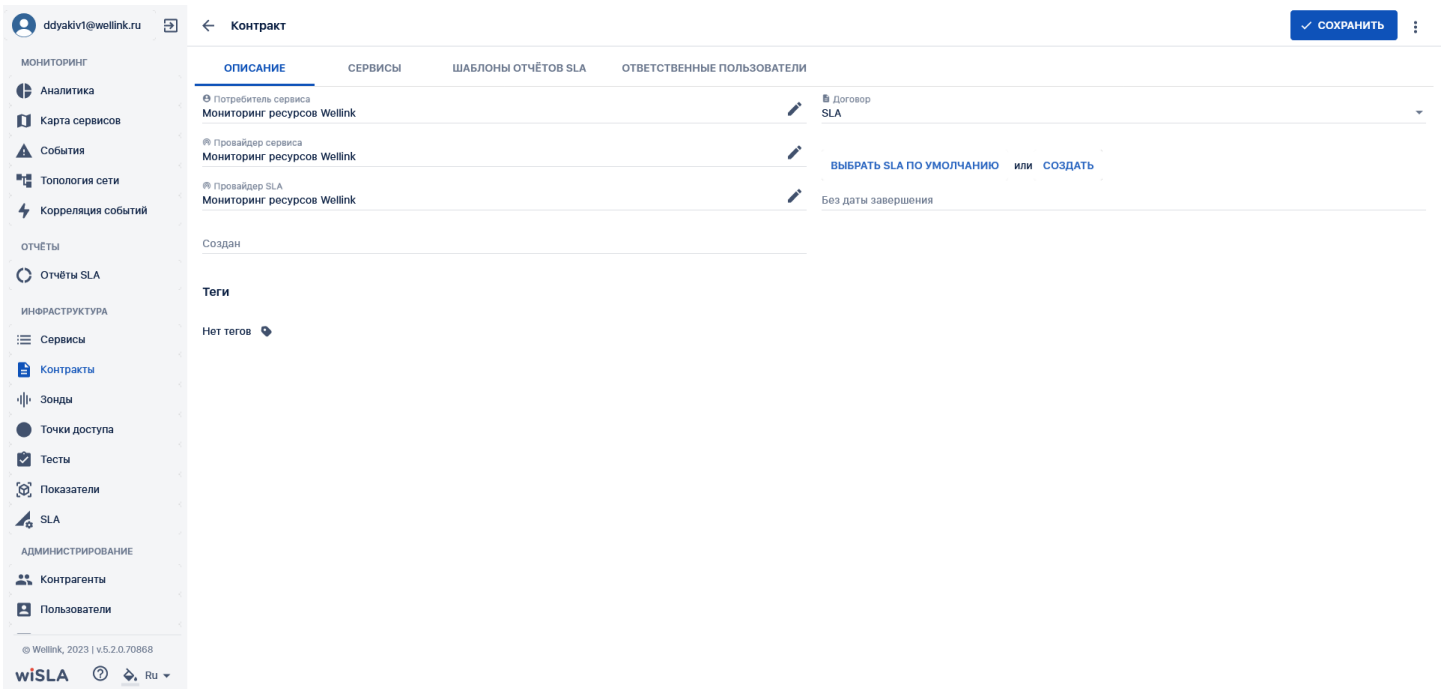 ddyakiv1@wellink.ru
МОНИТОРИНГ
Аналитика
Карта сервисов
События
Топология сети
Корреляция событий
ОТЧЁТЫ
Отчёты SLA
ИНФРАСТРУКТУРА
Сервисы
Контракты
Зонды
Точки доступа
Тесты
Показатели
SLA
АДМИНИСТРИРОВАНИЕ
Контрагенты
Пользователи
© Wellink, 2023 | v.5.2.0.70868
wiSLA
Ru
Контракт
СОХРАНИТЬ
ОПИСАНИЕ
СЕРВИСЫ
ШАБЛОНЫ ОТЧЁТОВ SLA
ОТВЕТСТВЕННЫЕ ПОЛЬЗОВАТЕЛИ
Потребитель сервиса
Мониторинг ресурсов Wellink
Провайдер сервиса
Мониторинг ресурсов Wellink
Провайдер SLA
Мониторинг ресурсов Wellink
Создан
Договор
SLA
ВЫБРАТЬ SLA ПО УМОЛЧАНИЮ или СОЗДАТЬ
Без даты завершения
Теги
Нет тегов